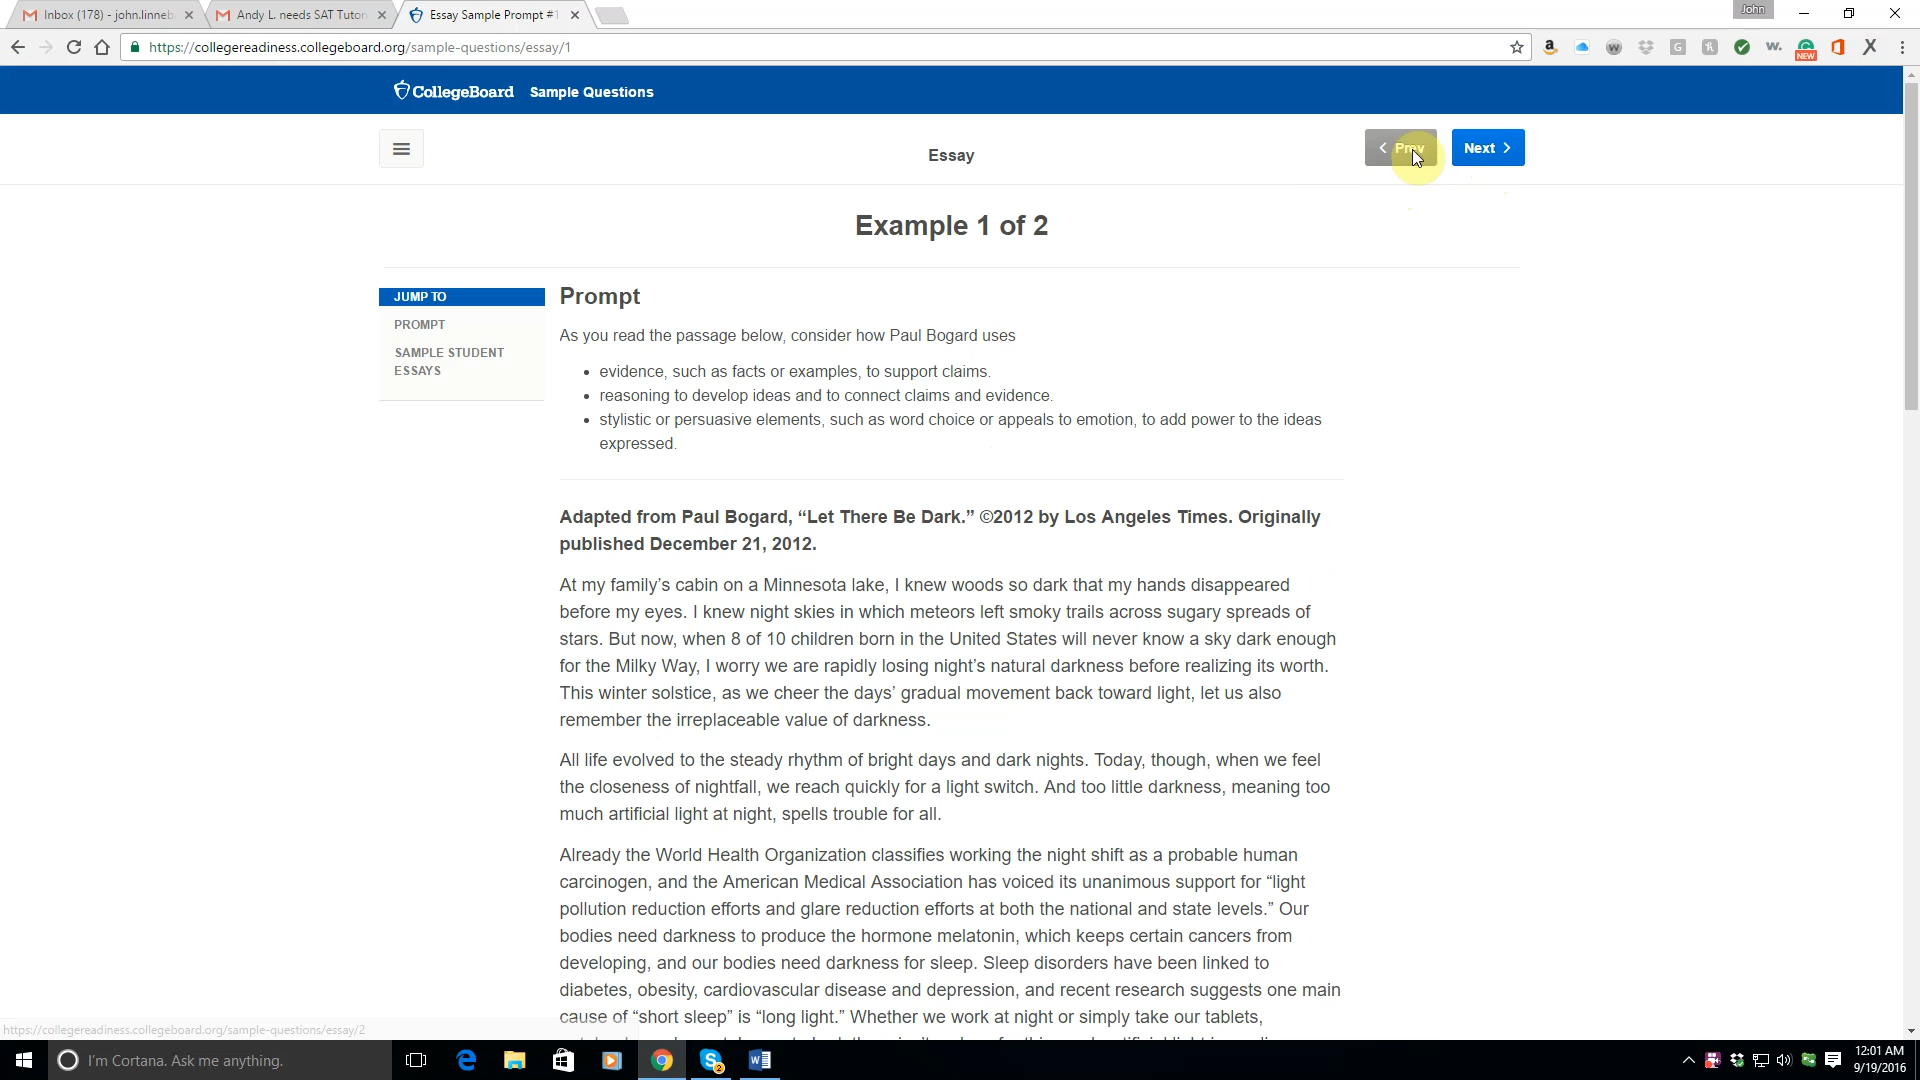 Inbox (178) - john.linneb
Andy L. needs SAT Tutor
Essay Sample Prompt #1
John
https://collegereadiness.collegeboard.org/sample-questions/essay/1
NEW
CollegeBoard Sample Questions
Essay
Prev
Next
Example 1 of 2
JUMP TO
PROMPT
SAMPLE STUDENT
ESSAYS
Prompt
As you read the passage below, consider how Paul Bogard uses
• evidence, such as facts or examples, to support claims.
• reasoning to develop ideas and to connect claims and evidence.
• stylistic or persuasive elements, such as word choice or appeals to emotion, to add power to the ideas
expressed.
Adapted from Paul Bogard, “Let There Be Dark.” ©2012 by Los Angeles Times. Originally
published December 21, 2012.
At my family’s cabin on a Minnesota lake, I knew woods so dark that my hands disappeared
before my eyes. I knew night skies in which meteors left smoky trails across sugary spreads of
stars. But now, when 8 of 10 children born in the United States will never know a sky dark enough
for the Milky Way, I worry we are rapidly losing night’s natural darkness before realizing its worth.
This winter solstice, as we cheer the days’ gradual movement back toward light, let us also
remember the irreplaceable value of darkness.
All life evolved to the steady rhythm of bright days and dark nights. Today, though, when we feel
the closeness of nightfall, we reach quickly for a light switch. And too little darkness, meaning too
much artificial light at night, spells trouble for all.
Already the World Health Organization classifies working the night shift as a probable human
carcinogen, and the American Medical Association has voiced its unanimous support for “light
pollution reduction efforts and glare reduction efforts at both the national and state levels.” Our
bodies need darkness to produce the hormone melatonin, which keeps certain cancers from
developing, and our bodies need darkness for sleep. Sleep disorders have been linked to
diabetes, obesity, cardiovascular disease and depression, and recent research suggests one main
cause of “short sleep” is “long light.” Whether we work at night or simply take our tablets,
https://collegereadiness.collegeboard.org/sample-questions/essay/2
I'm Cortana. Ask me anything.
2
12:01 AM
9/19/2016